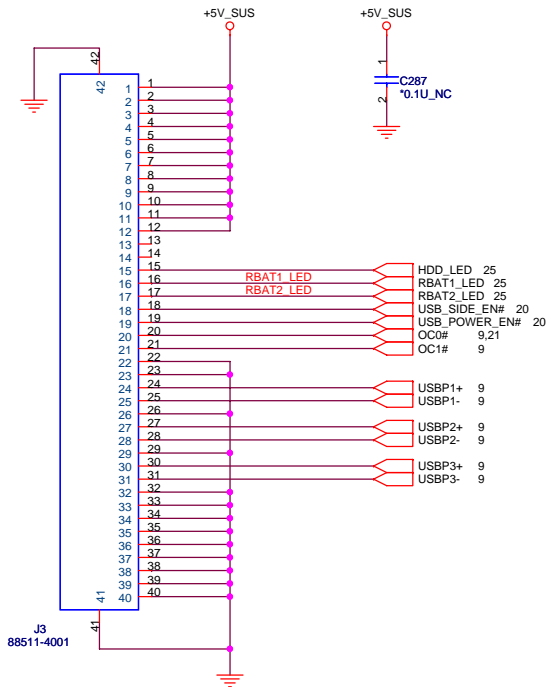 +5V_SUS
+5V_SUS
42
42
1
C287
*0.1U_NC
2
1 1
2 2
3 3
4 4
5 5
6 6
7 7
8 8
9 9
10 10
11 11
12 12
13 13
14 14
15 15 HDD_LED 25
16 16 RBAT1_LED RBAT1_LED 25
17 17 RBAT2_LED RBAT2_LED 25
18 18 USB_SIDE_EN# 20
19 19 USB_POWER_EN# 20
20 20 OC0# 9,21
21 21 OC1# 9
22 22
23 23
24 24 USBP1+ 9
25 25 USBP1- 9
26 26
27 27 USBP2+ 9
28 28 USBP2- 9
29 29
30 30 USBP3+ 9
31 31 USBP3- 9
32 32
33 33
34 34
35 35
36 36
37 37
38 38
39 39
40 40
41
41
J3
88511-4001